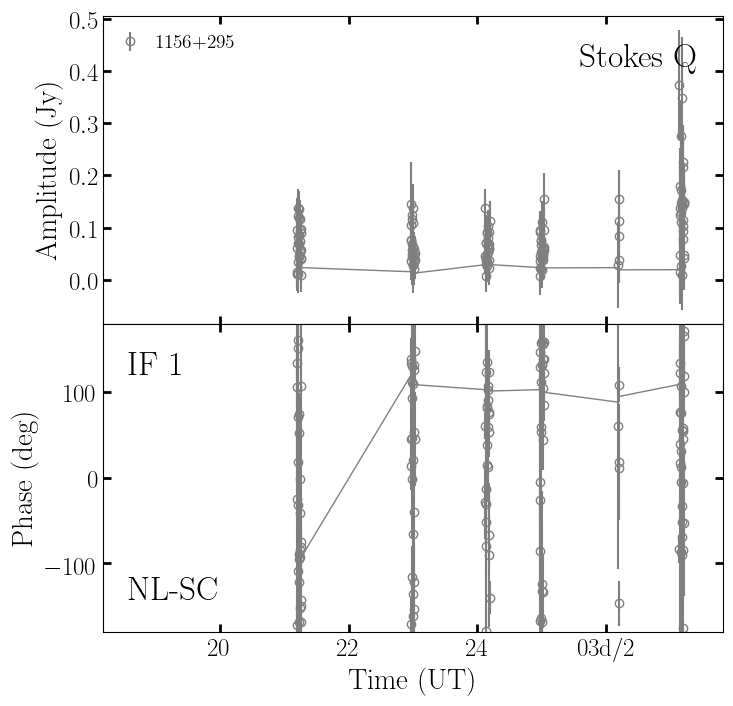 0.5
1156+295
Stokes Q
0.4
0.3
0.2
0.1
0.0
Amplitude (Jy)
IF 1
100
0
−100
Phase (deg)
NL-SC
20 22 24 03d/2
Time (UT)